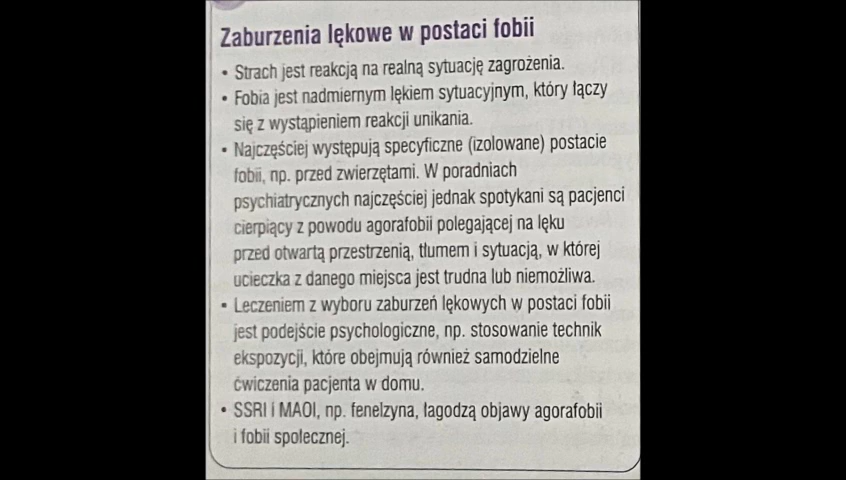 Zaburzenia lękowe w postaci fobii
• Strach jest reakcją na realną sytuację zagrożenia.
• Fobia jest nadmiernym lękiem sytuacyjnym, który łączy
się z wystąpieniem reakcji unikania.
• Najczęściej występują specyficzne (izolowane) postacie
fobii, np. przed zwierzętami. W poradniach
psychiatrycznych najczęściej jednak spotykani są pacjenci
cierpiący z powodu agorafobii polegającej na lęku
przed otwartą przestrzenią, tłumem i sytuacją, w której
ucieczka z danego miejsca jest trudna lub niemożliwa.
• Leczeniem z wyboru zaburzeń lękowych w postaci fobii
jest podejście psychologiczne, np. stosowanie technik
ekspozycji, które obejmują również samodzielne
ćwiczenia pacjenta w domu.
• SSRI i MAOI, np. fenelzyna, łagodzą objawy agorafobii
i fobii społecznej.